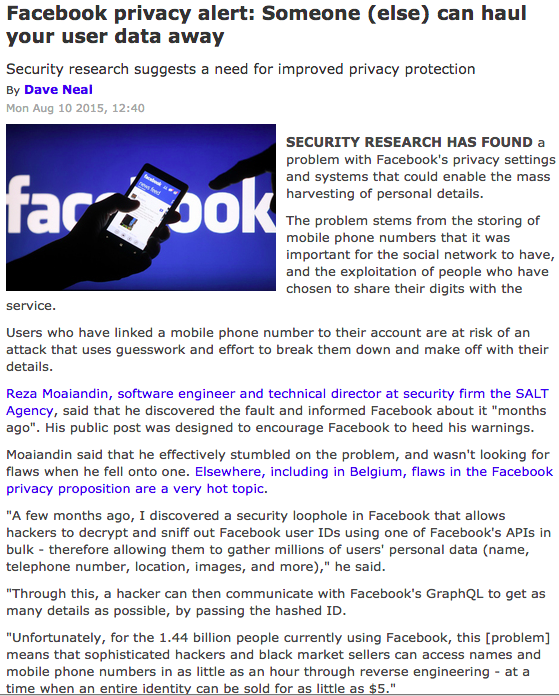 Facebook privacy alert: Someone (else) can haul
your user data away
Security research suggests a need for improved privacy protection
By Dave Neal
Mon Aug 10 2015, 12:40
facebook
facebook
news feed
SECURITY RESEARCH HAS FOUND a
problem with Facebook's privacy settings
and systems that could enable the mass
harvesting of personal details.
The problem stems from the storing of
mobile phone numbers that it was
important for the social network to have,
and the exploitation of people who have
chosen to share their digits with the
service.
Users who have linked a mobile phone number to their account are at risk of an
attack that uses guesswork and effort to break them down and make off with their
details.
Reza Moaiandin, software engineer and technical director at security firm the SALT
Agency, said that he discovered the fault and informed Facebook about it "months
ago". His public post was designed to encourage Facebook to heed his warnings.
Moaiandin said that he effectively stumbled on the problem, and wasn't looking for
flaws when he fell onto one. Elsewhere, including in Belgium, flaws in the Facebook
privacy proposition are a very hot topic.
"A few months ago, I discovered a security loophole in Facebook that allows
hackers to decrypt and sniff out Facebook user IDs using one of Facebook's APIs in
bulk - therefore allowing them to gather millions of users' personal data (name,
telephone number, location, images, and more)," he said.
"Through this, a hacker can then communicate with Facebook's GraphQL to get as
many details as possible, by passing the hashed ID.
"Unfortunately, for the 1.44 billion people currently using Facebook, this [problem]
means that sophisticated hackers and black market sellers can access names and
mobile phone numbers in as little as an hour through reverse engineering - at a
time when an entire identity can be sold for as little as $5."